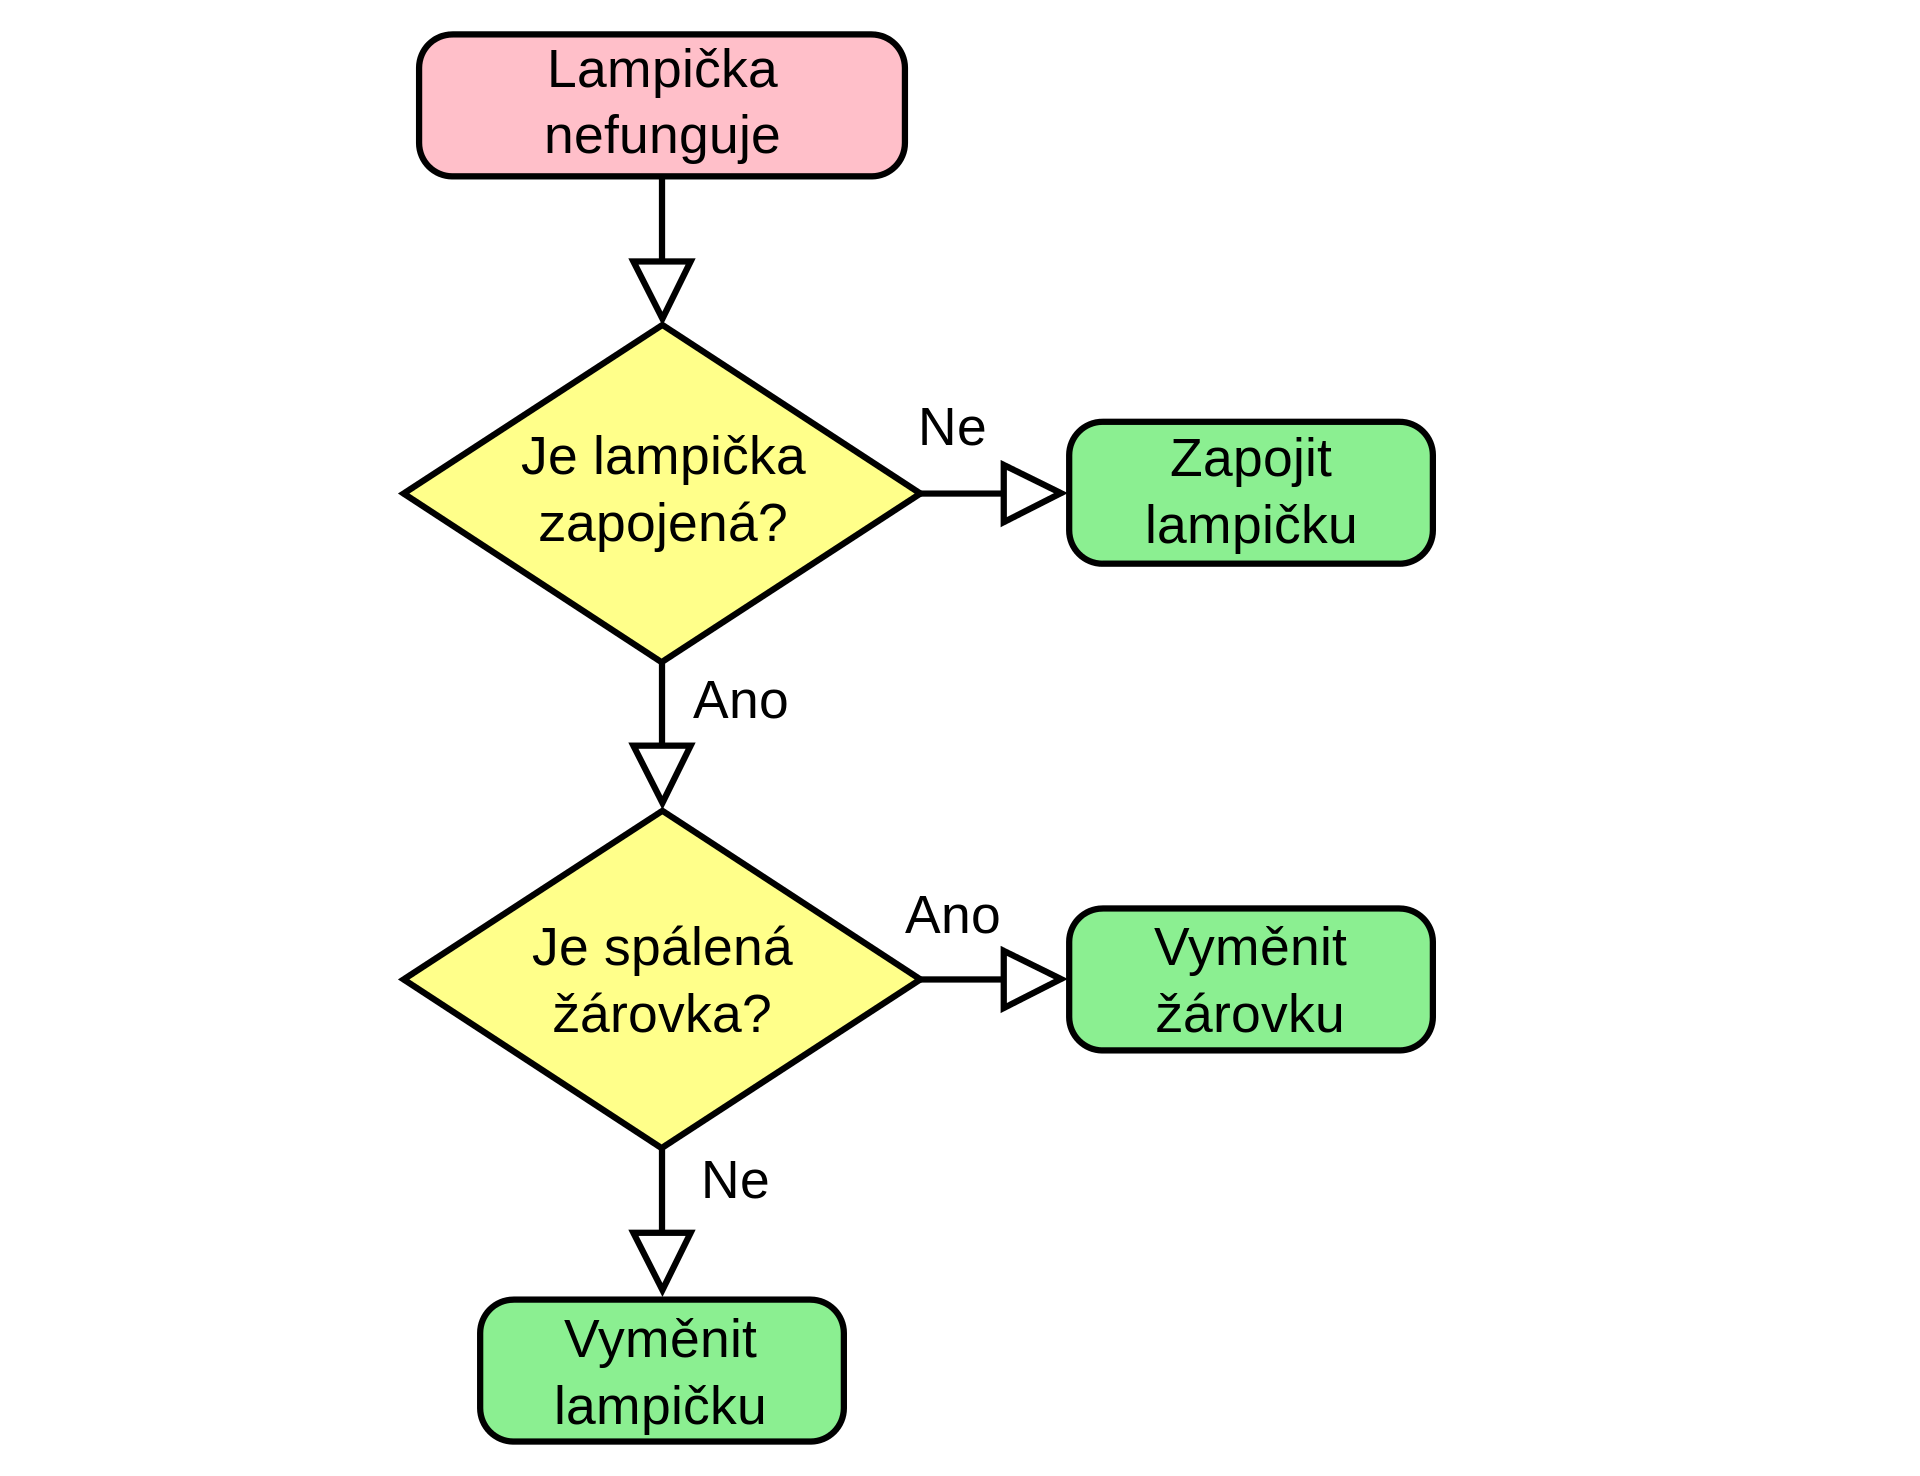 Lampička
nefunguje
Je lampička
zapojená?
Ne
Zapojit
lampičku
Ano
Je spálená
žárovka?
Ano
Vyměnit
žárovku
Ne
Vyměnit
lampičku